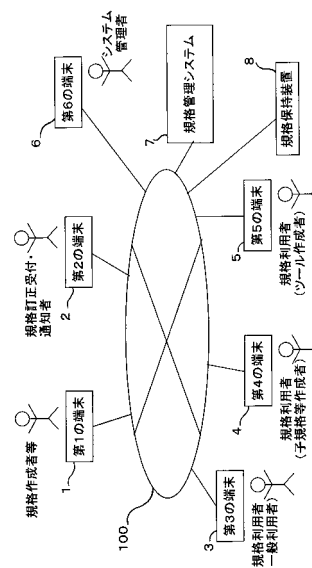 規格作成者等
第1の端末
1
規格訂正受付・
通知者
2
第2の端末
6
第6の端末
システム
管理者
7
規格管理システム
8
規格保持装置
100
3
第3の端末
規格利用者
一般利用者
4
第4の端末
規格利用者
(子規格等作成者)
5
第5の端末
規格利用者
(ツール作成者)